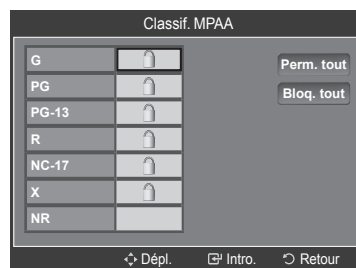 Classif. MPAA
G
Perm. tout
PG
Bloq. tout
PG-13
R
NC-17
X
NR
Dépl. Intro. Retour